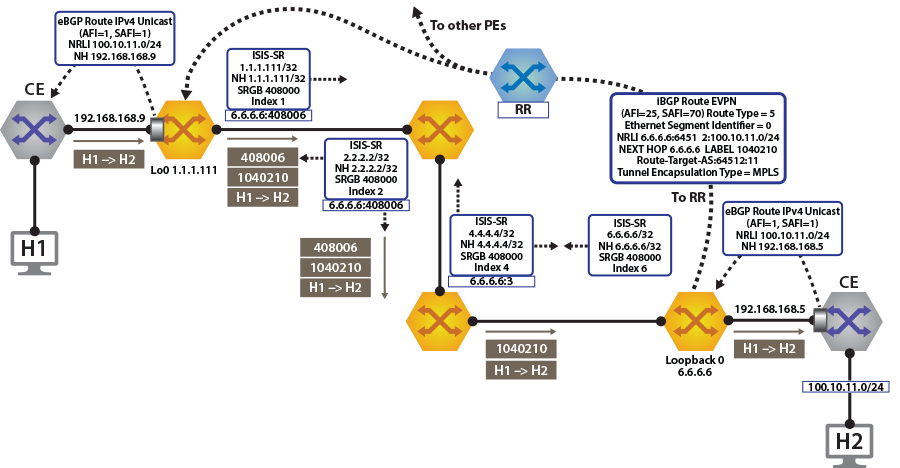 eBGP Route IPv4 Unicast
(AFI=1, SAFI=1)
NRLI 100.10.11.0/24
NH 192.168.168.9
To other PEs
CE
ISIS-SR
1.1.1.111/32
NH 1.1.1.111/32
SRGB 408000
Index 1
6.6.6.6:408006
RR
192.168.168.9
H1 –> H2
Lo0 1.1.1.111
408006
1040210
H1 –> H2
ISIS-SR
2.2.2.2/32
NH 2.2.2.2/32
SRGB 408000
Index 2
6.6.6.6:408006
IBGP Route EVPN
(AFI=25, SAFI=70) Route Type = 5
Ethernet Segment Identifier = 0
NRLI 6.6.6.6:6451  2:100.10.11.0/24
NEXT HOP 6.6.6.6  LABEL 1040210
Route-Target-AS:64512:11
Tunnel Encapsulation Type = MPLS
To RR
H1
408006
1040210
H1 –> H2
ISIS-SR
4.4.4.4/32
NH 4.4.4.4/32
SRGB 408000
Index 4
6.6.6.6:3
ISIS-SR
6.6.6.6/32
NH 6.6.6.6/32
SRGB 408000
Index 6
eBGP Route IPv4 Unicast
(AFI=1, SAFI=1)
NRLI 100.10.11.0/24
NH 192.168.168.5
CE
192.168.168.5
1040210
H1 –> H2
Loopback 0
6.6.6.6
H1 –> H2
100.10.11.0/24
H2